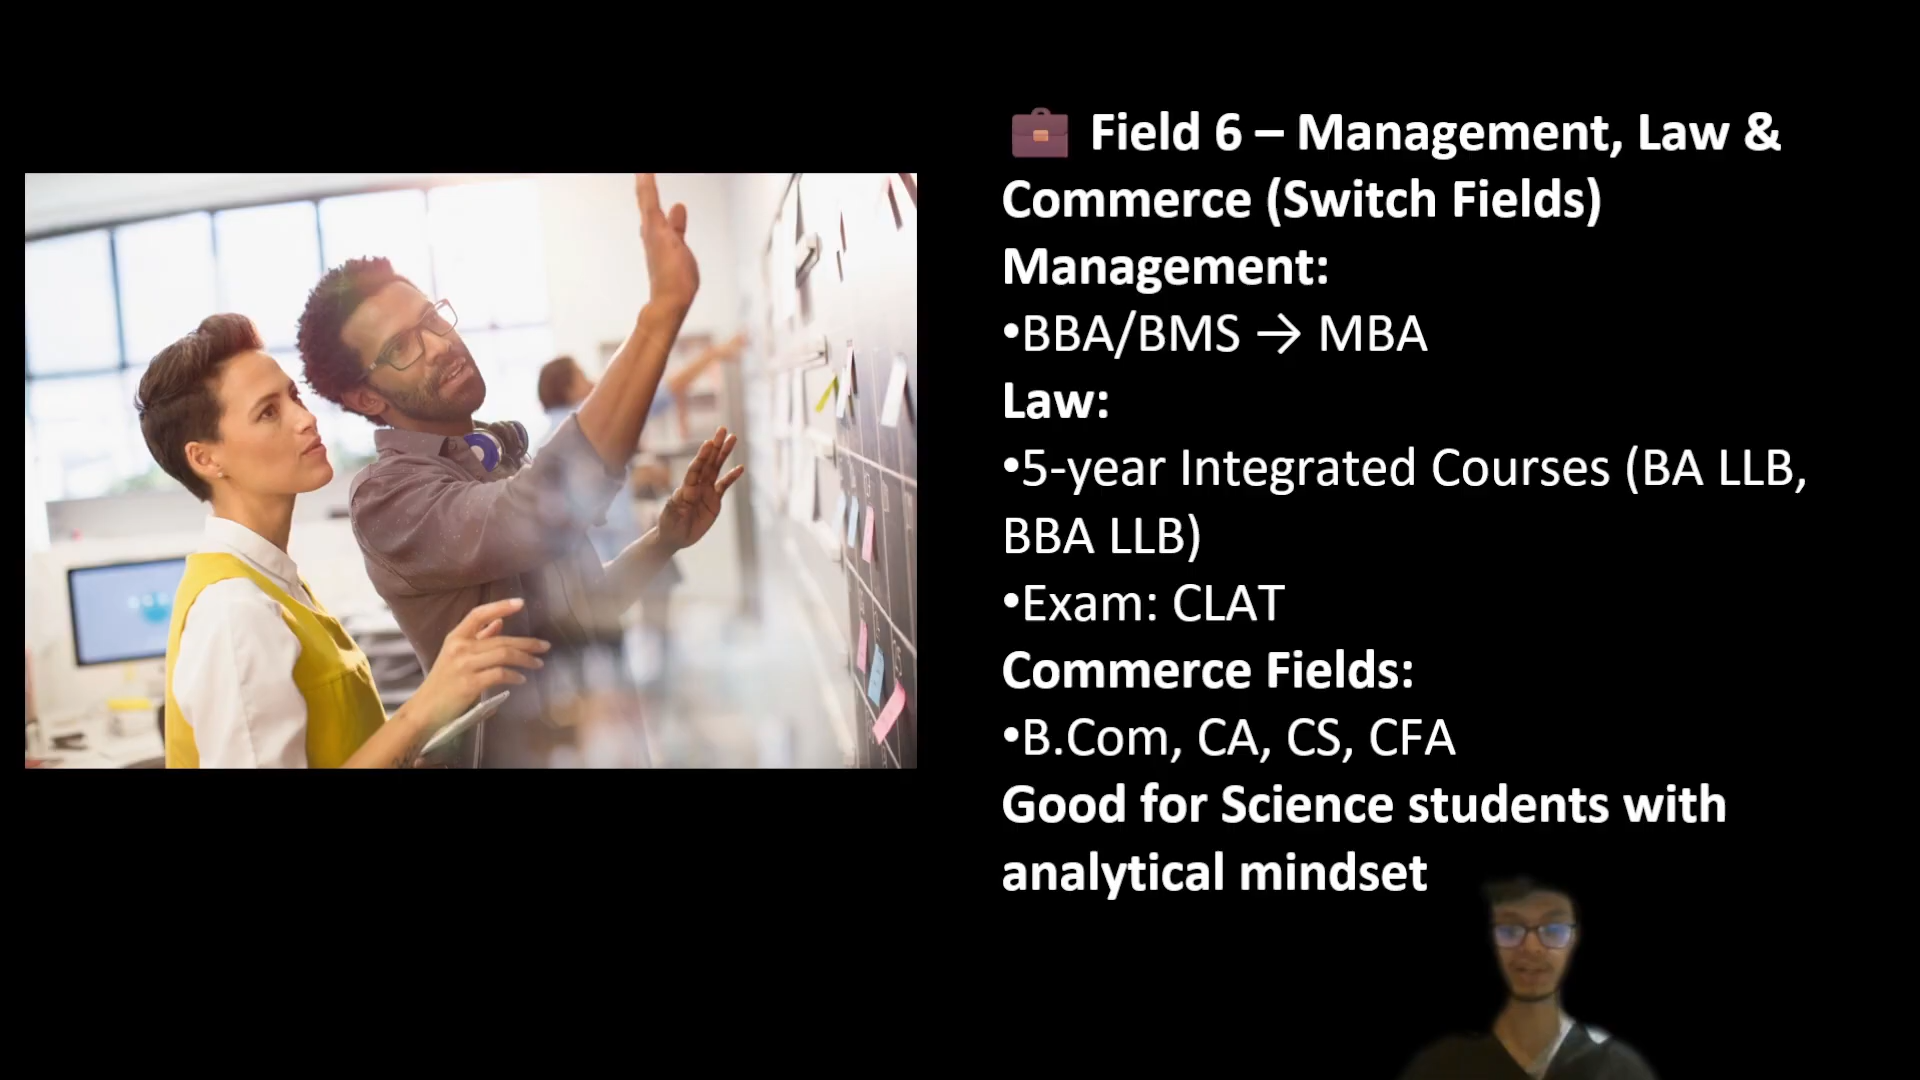 💼 Field 6 – Management, Law &
Commerce (Switch Fields)
Management:
•BBA/BMS → MBA
Law:
•5-year Integrated Courses (BA LLB,
BBA LLB)
•Exam: CLAT
Commerce Fields:
•B.Com, CA, CS, CFA
Good for Science students with
analytical mindset